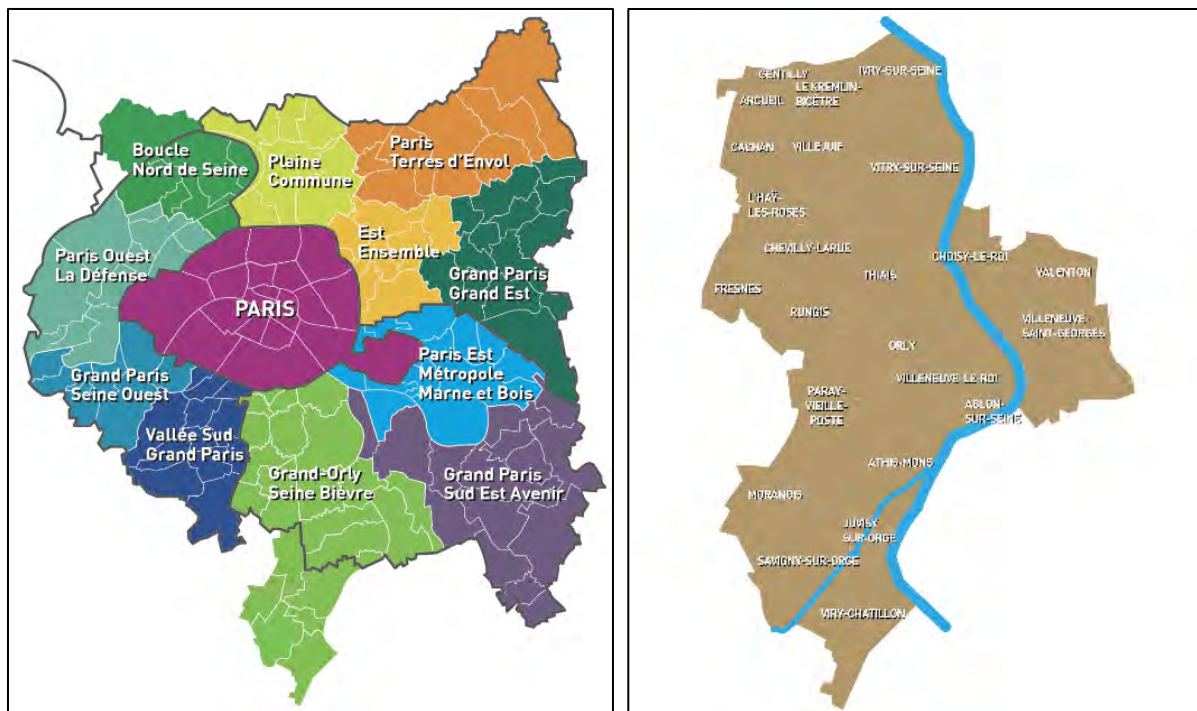 Boucle
Nord de Seine
Plaine
Commune
Paris
Terres d'Envol
Paris Ouest
La Défense
Est
Ensemble
Grand Paris
Grand Est
PARIS
Paris Est
Métropole
Marne et Bois
Grand Paris
Seine Ouest
Vallée Sud
Grand Paris
Grand-Orly
Seine Bièvre
Grand Paris
Sud Est Avenir
GENTILLY
IVRY-SUR-SEINE
LE KREMLIN-
BICÊTRE
ARCUEIL
CACHAN
VILLEJUIF
VITRY-SUR-SEINE
L'HAŸ-
LES-ROSES
CHEVILLY-LARUE
CHOISY-LE-ROI
THIAIS
VALENTON
FRESNES
RUNGIS
VILLENEUVE-
SAINT-GEORGES
ORLY
VILLENEUVE-LE-ROI
PARAY-
VIEILLE-
POSTE
ABLON-
SUR-SEINE
ATHIS-MONS
MORANGIS
JUVISY
SUR-ORGE
SAVIGNY-SUR-ORGE
VIRY-CHATILLON